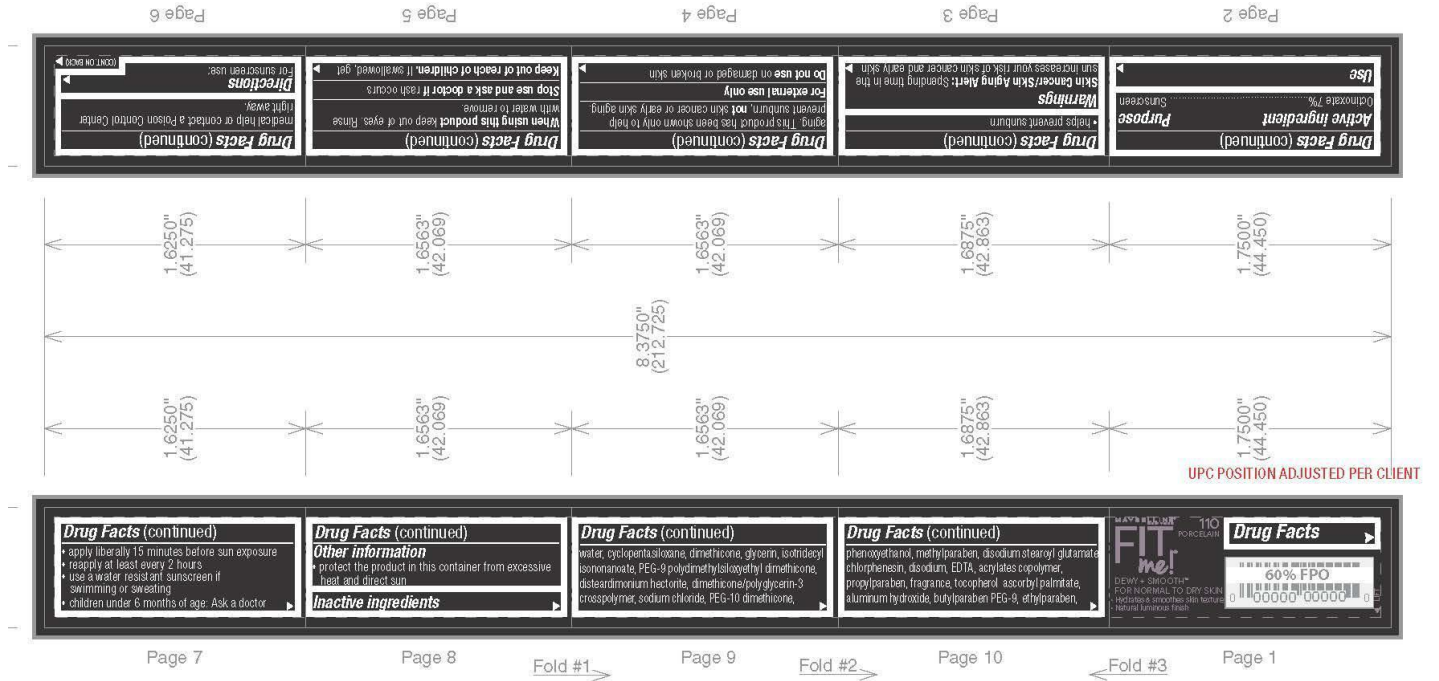 Page 6
Page 5
Page 4
Page 3
Page 2
Drug Facts (continued)
medical help or contact a Poison Control Center
right away.
Directions
For sunscreen use:
(CONT ON BACK)
Drug Facts (continued)
When using this product keep out of eyes. Rinse
with water to remove.
Stop use and ask a doctor if rash occurs
Keep out of reach of children. If swallowed, get
Drug Facts (continued)
aging. This product has been shown only to help
prevent sunburn, not skin cancer or early skin aging.
For external use only
Do not use on damaged or broken skin
Drug Facts (continued)
• helps prevent sunburn
Warnings
Skin Cancer/Skin Aging Alert: Spending time in the
sun increases your risk of skin cancer and early skin
Drug Facts (continued)
Active ingredient Purpose
Octinoxate 7% Sunscreen
Use
1.6250"
(41.275)
1.6563"
(42.069)
1.6563"
(42.069)
1.6875"
(42.863)
1.7500"
(44.450)
8.3750"
(212.725)
1.6250"
(41.275)
1.6563"
(42.069)
1.6563"
(42.069)
1.6875"
(42.863)
1.7500"
(44.450)
UPC POSITION ADJUSTED PER CLIENT
Drug Facts (continued)
• apply liberally 15 minutes before sun exposure
• reapply at least every 2 hours
• use a water resistant sunscreen if
swimming or sweating
• children under 6 months of age: Ask a doctor
Drug Facts (continued)
Other information
• protect the product in this container from excessive
heat and direct sun
Inactive ingredients
Drug Facts (continued)
water, cyclopentasiloxane, dimethicone, glycerin, isotridecyl
isononanoate, PEG-9 polydimethylsiloxyethyl dimethicone,
disteardimonium hectorite, dimethicone/polyglycerin-3
crosspolymer, sodium chloride, PEG-10 dimethicone,
Drug Facts (continued)
phenoxyethanol, methylparaben, disodium stearoyl glutamate
chlorphenesin, disodium, EDTA, acrylates copolymer,
propylparaben, fragrance, tocopherol ascorbyl palmitate,
aluminum hydroxide, butylparaben PEG-9, ethylparaben,
MAYBELLINE
FIT
me!
110
PORCELAIN
DEWY + SMOOTH™
FOR NORMAL TO DRY SKIN
• Hydrates & smoothes skin texture
• Natural luminous finish
Drug Facts
60% FPO
0 00000 00000 0
Page 7
Page 8
Fold #1
Page 9
Fold #2
Page 10
Fold #3
Page 1